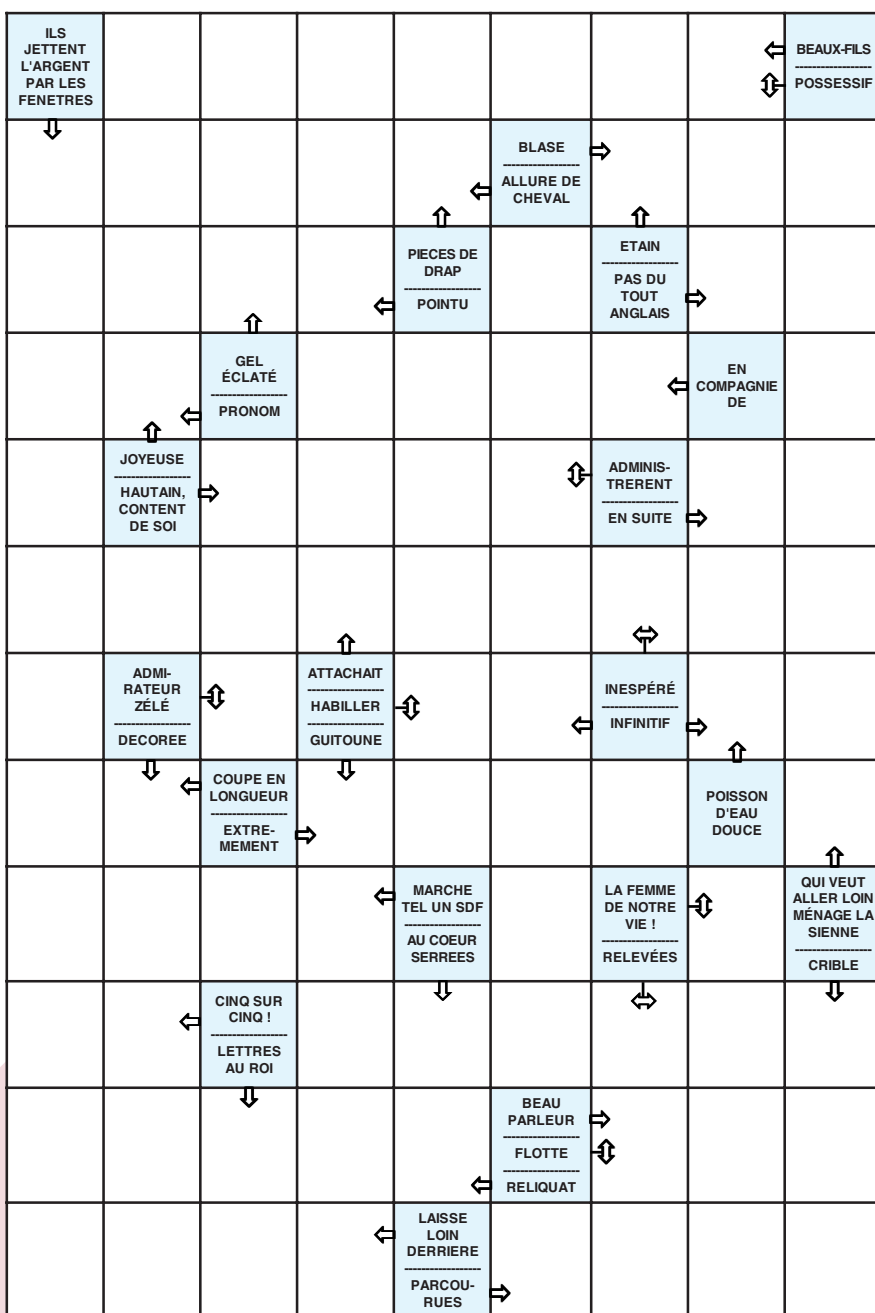 ILS
JETTENT
L'ARGENT
PAR LES
FENETRES
BEAUX-FILS
------------------
POSSESSIF
BLASE
------------------
ALLURE DE
CHEVAL
PIECES DE
DRAP
------------------
POINTU
ETAIN
------------------
PAS DU
TOUT
ANGLAIS
GEL
ÉCLATÉ
------------------
PRONOM
EN
COMPAGNIE
DE
JOYEUSE
------------------
HAUTAIN,
CONTENT
DE SOI
ADMINIS-
TRERENT
------------------
EN SUITE
ADMI-
RATEUR
ZÉLÉ
------------------
DECOREE
ATTACHAIT
------------------
HABILLER
------------------
GUITOUNE
INESPÉRÉ
------------------
INFINITIF
COUPE EN
LONGUEUR
------------------
EXTRE-
MEMENT
POISSON
D'EAU
DOUCE
MARCHE
TEL UN SDF
------------------
AU COEUR
SERREES
LA FEMME
DE NOTRE
VIE !
------------------
RELEVÉES
QUI VEUT
ALLER LOIN
MÉNAGE LA
SIENNE
------------------
CRIBLE
CINQ SUR
CINQ !
------------------
LETTRES
AU ROI
BEAU
PARLEUR
------------------
FLOTTE
------------------
RELIQUAT
LAISSE
LOIN
DERRIERE
------------------
PARCOU-
RUES